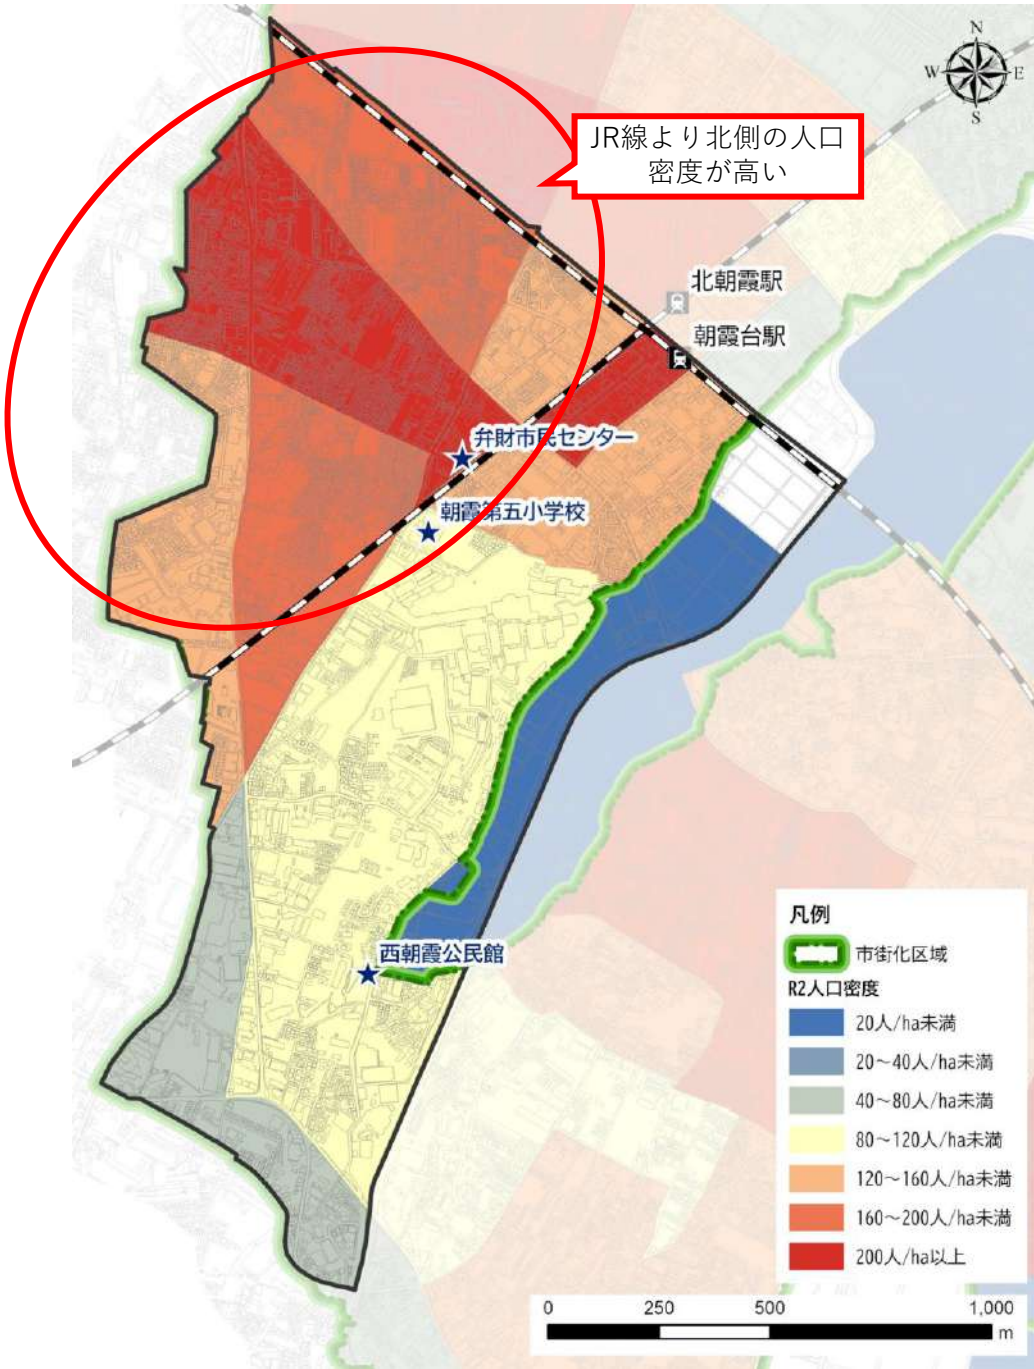 N
W
E
S
JR線より北側の人口
密度が高い
北朝霞駅
朝霞台駅
弁財市民センター
朝霞第五小学校
西朝霞公民館
凡例
市街化区域
R2人口密度
20人/ha未満
20～40人/ha未満
40～80人/ha未満
80～120人/ha未満
120～160人/ha未満
160～200人/ha未満
200人/ha以上
0 250 500 1,000
m